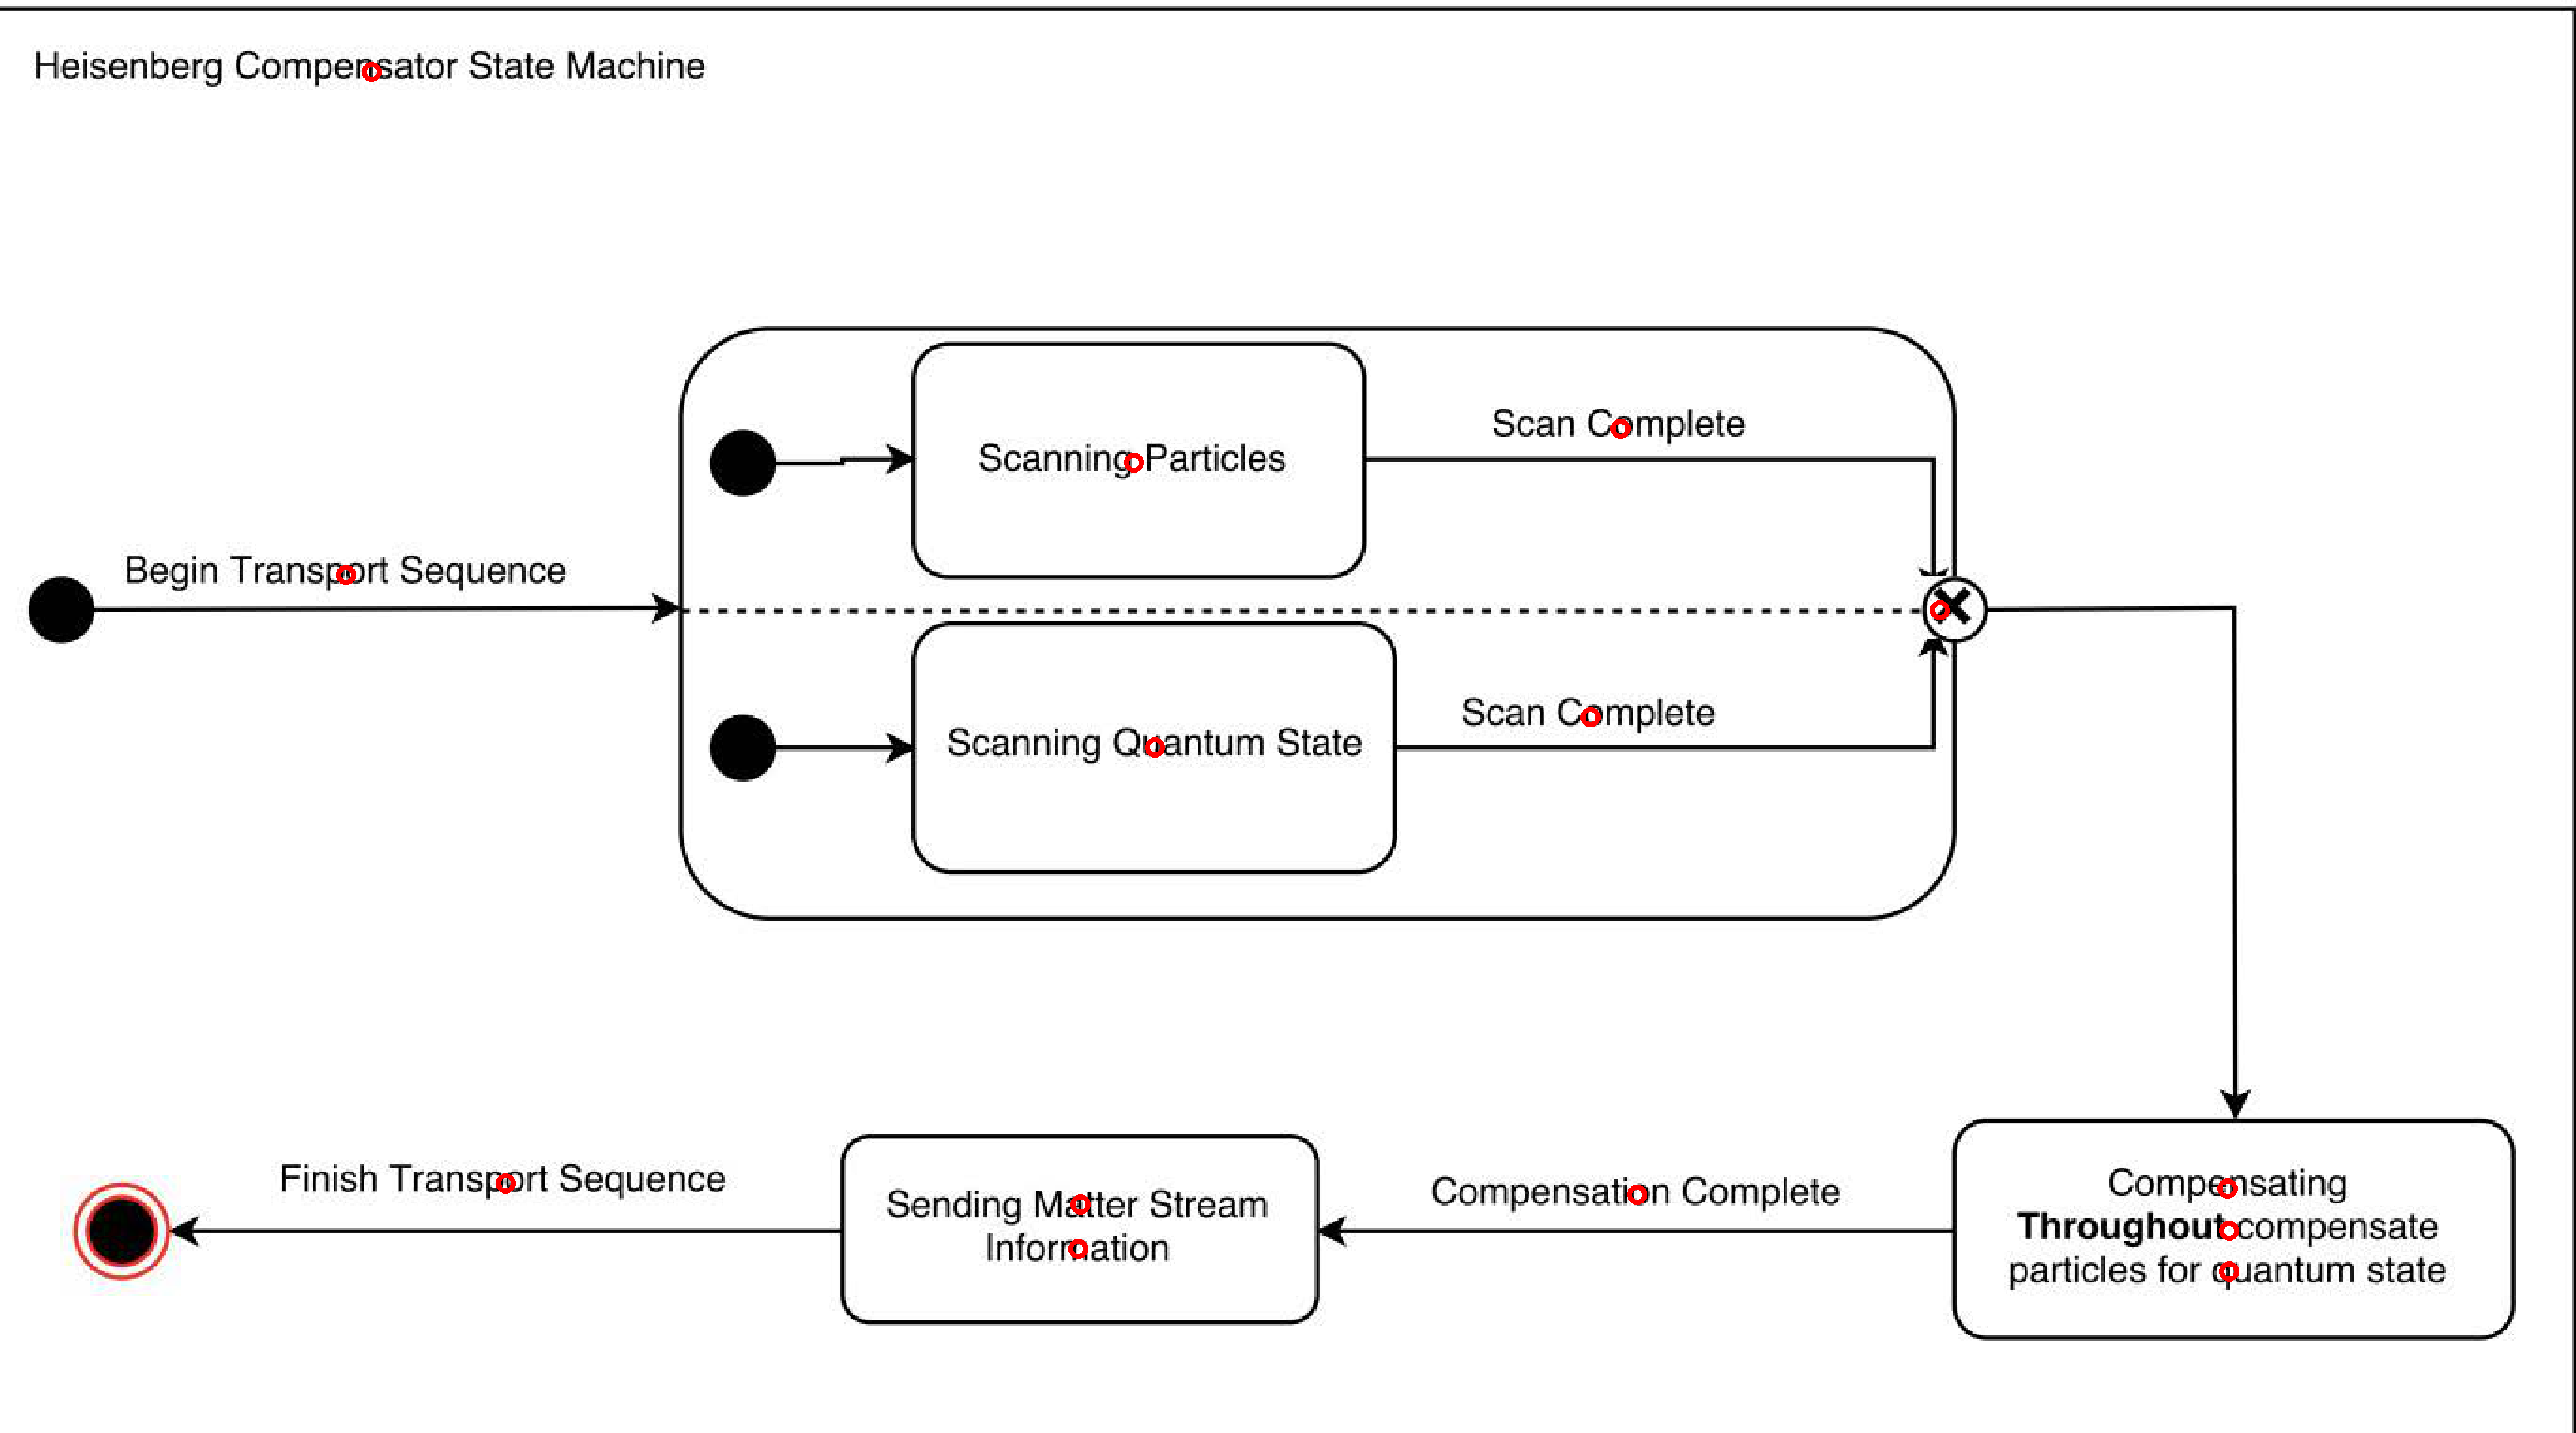 Heisenberg Compensator State Machine
Scan Complete
Scanning Particles
Begin Transport Sequence
Scan Complete
Scanning Quantum State
Finish Transport Sequence
Sending Matter Stream
Information
Compensation Complete
Compensating
Throughout compensate
particles for quantum state